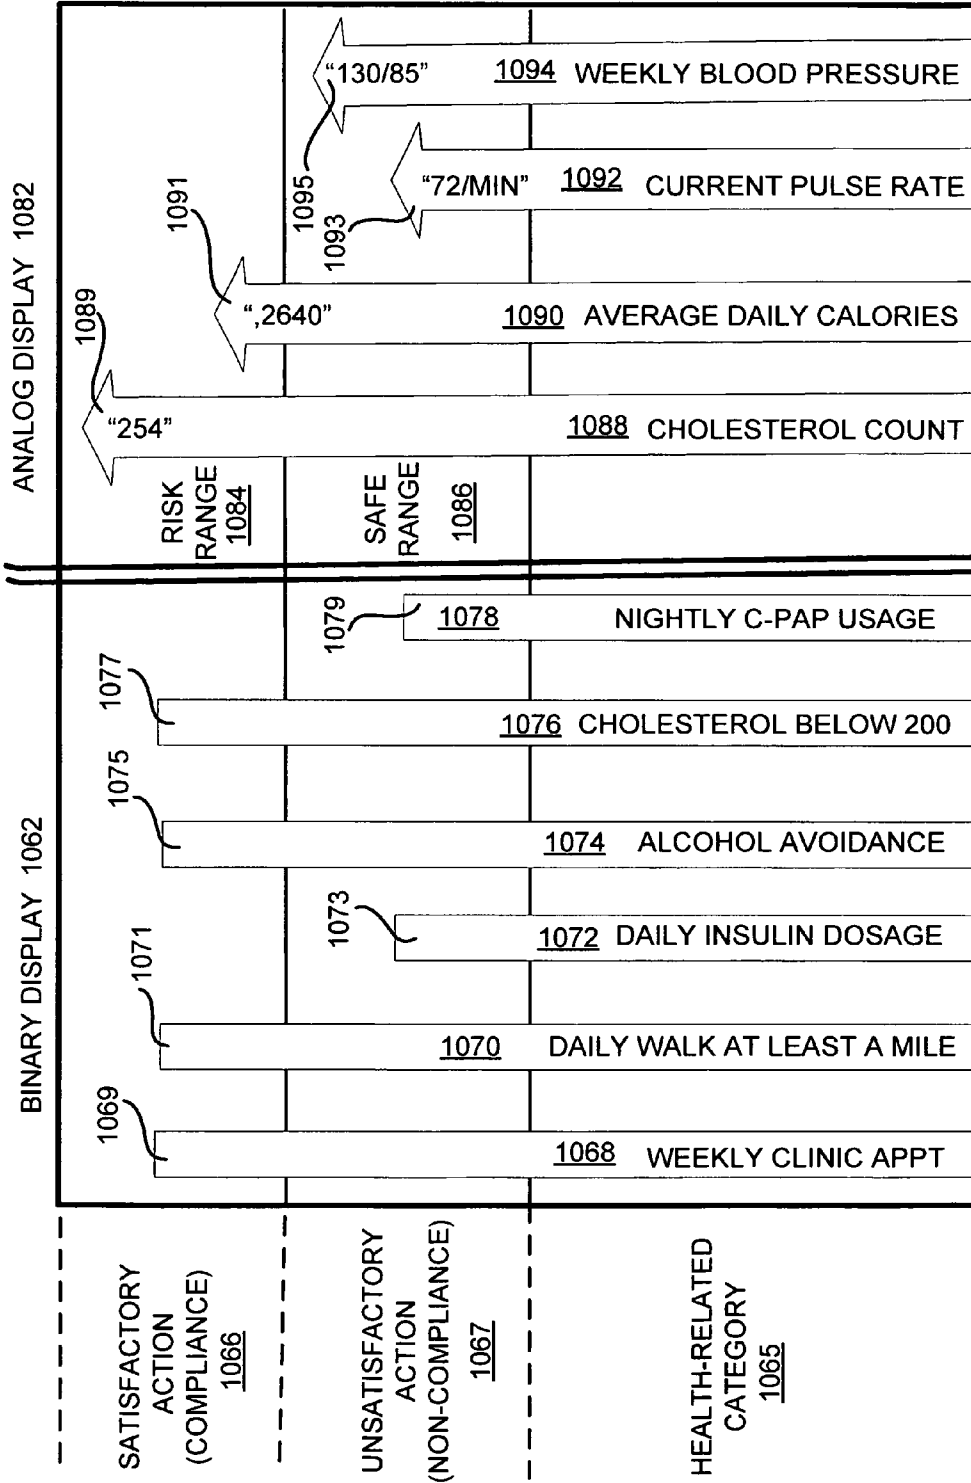 BINARY DISPLAY 1062
ANALOG DISPLAY 1082
SATISFACTORY
ACTION
(COMPLIANCE)
1066
UNSATISFACTORY
ACTION
(NON-COMPLIANCE)
1067
HEALTH-RELATED
CATEGORY
1065
1069
1068 WEEKLY CLINIC APPT
1071
1070 DAILY WALK AT LEAST A MILE
1073
1072 DAILY INSULIN DOSAGE
1075
1074 ALCOHOL AVOIDANCE
1077
1076 CHOLESTEROL BELOW 200
1079
1078 NIGHTLY C-PAP USAGE
RISK
RANGE
1084
SAFE
RANGE
1086
1089
"254"
1088 CHOLESTEROL COUNT
1091
",2640"
1090 AVERAGE DAILY CALORIES
1093
"72/MIN"
1092 CURRENT PULSE RATE
1095
"130/85"
1094 WEEKLY BLOOD PRESSURE